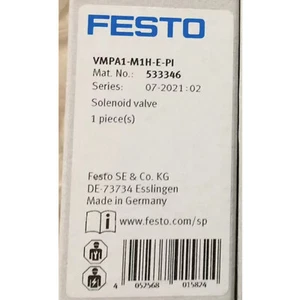 FESTO
VMPA1-M1H-E-PI
Mat. No.: 533346
Series: 07-2021:02
Solenoid valve
1 piece(s)
Festo SE & Co. KG
DE-73734 Esslingen
Made in Germany
www.festo.com/sp
4 052568 015824